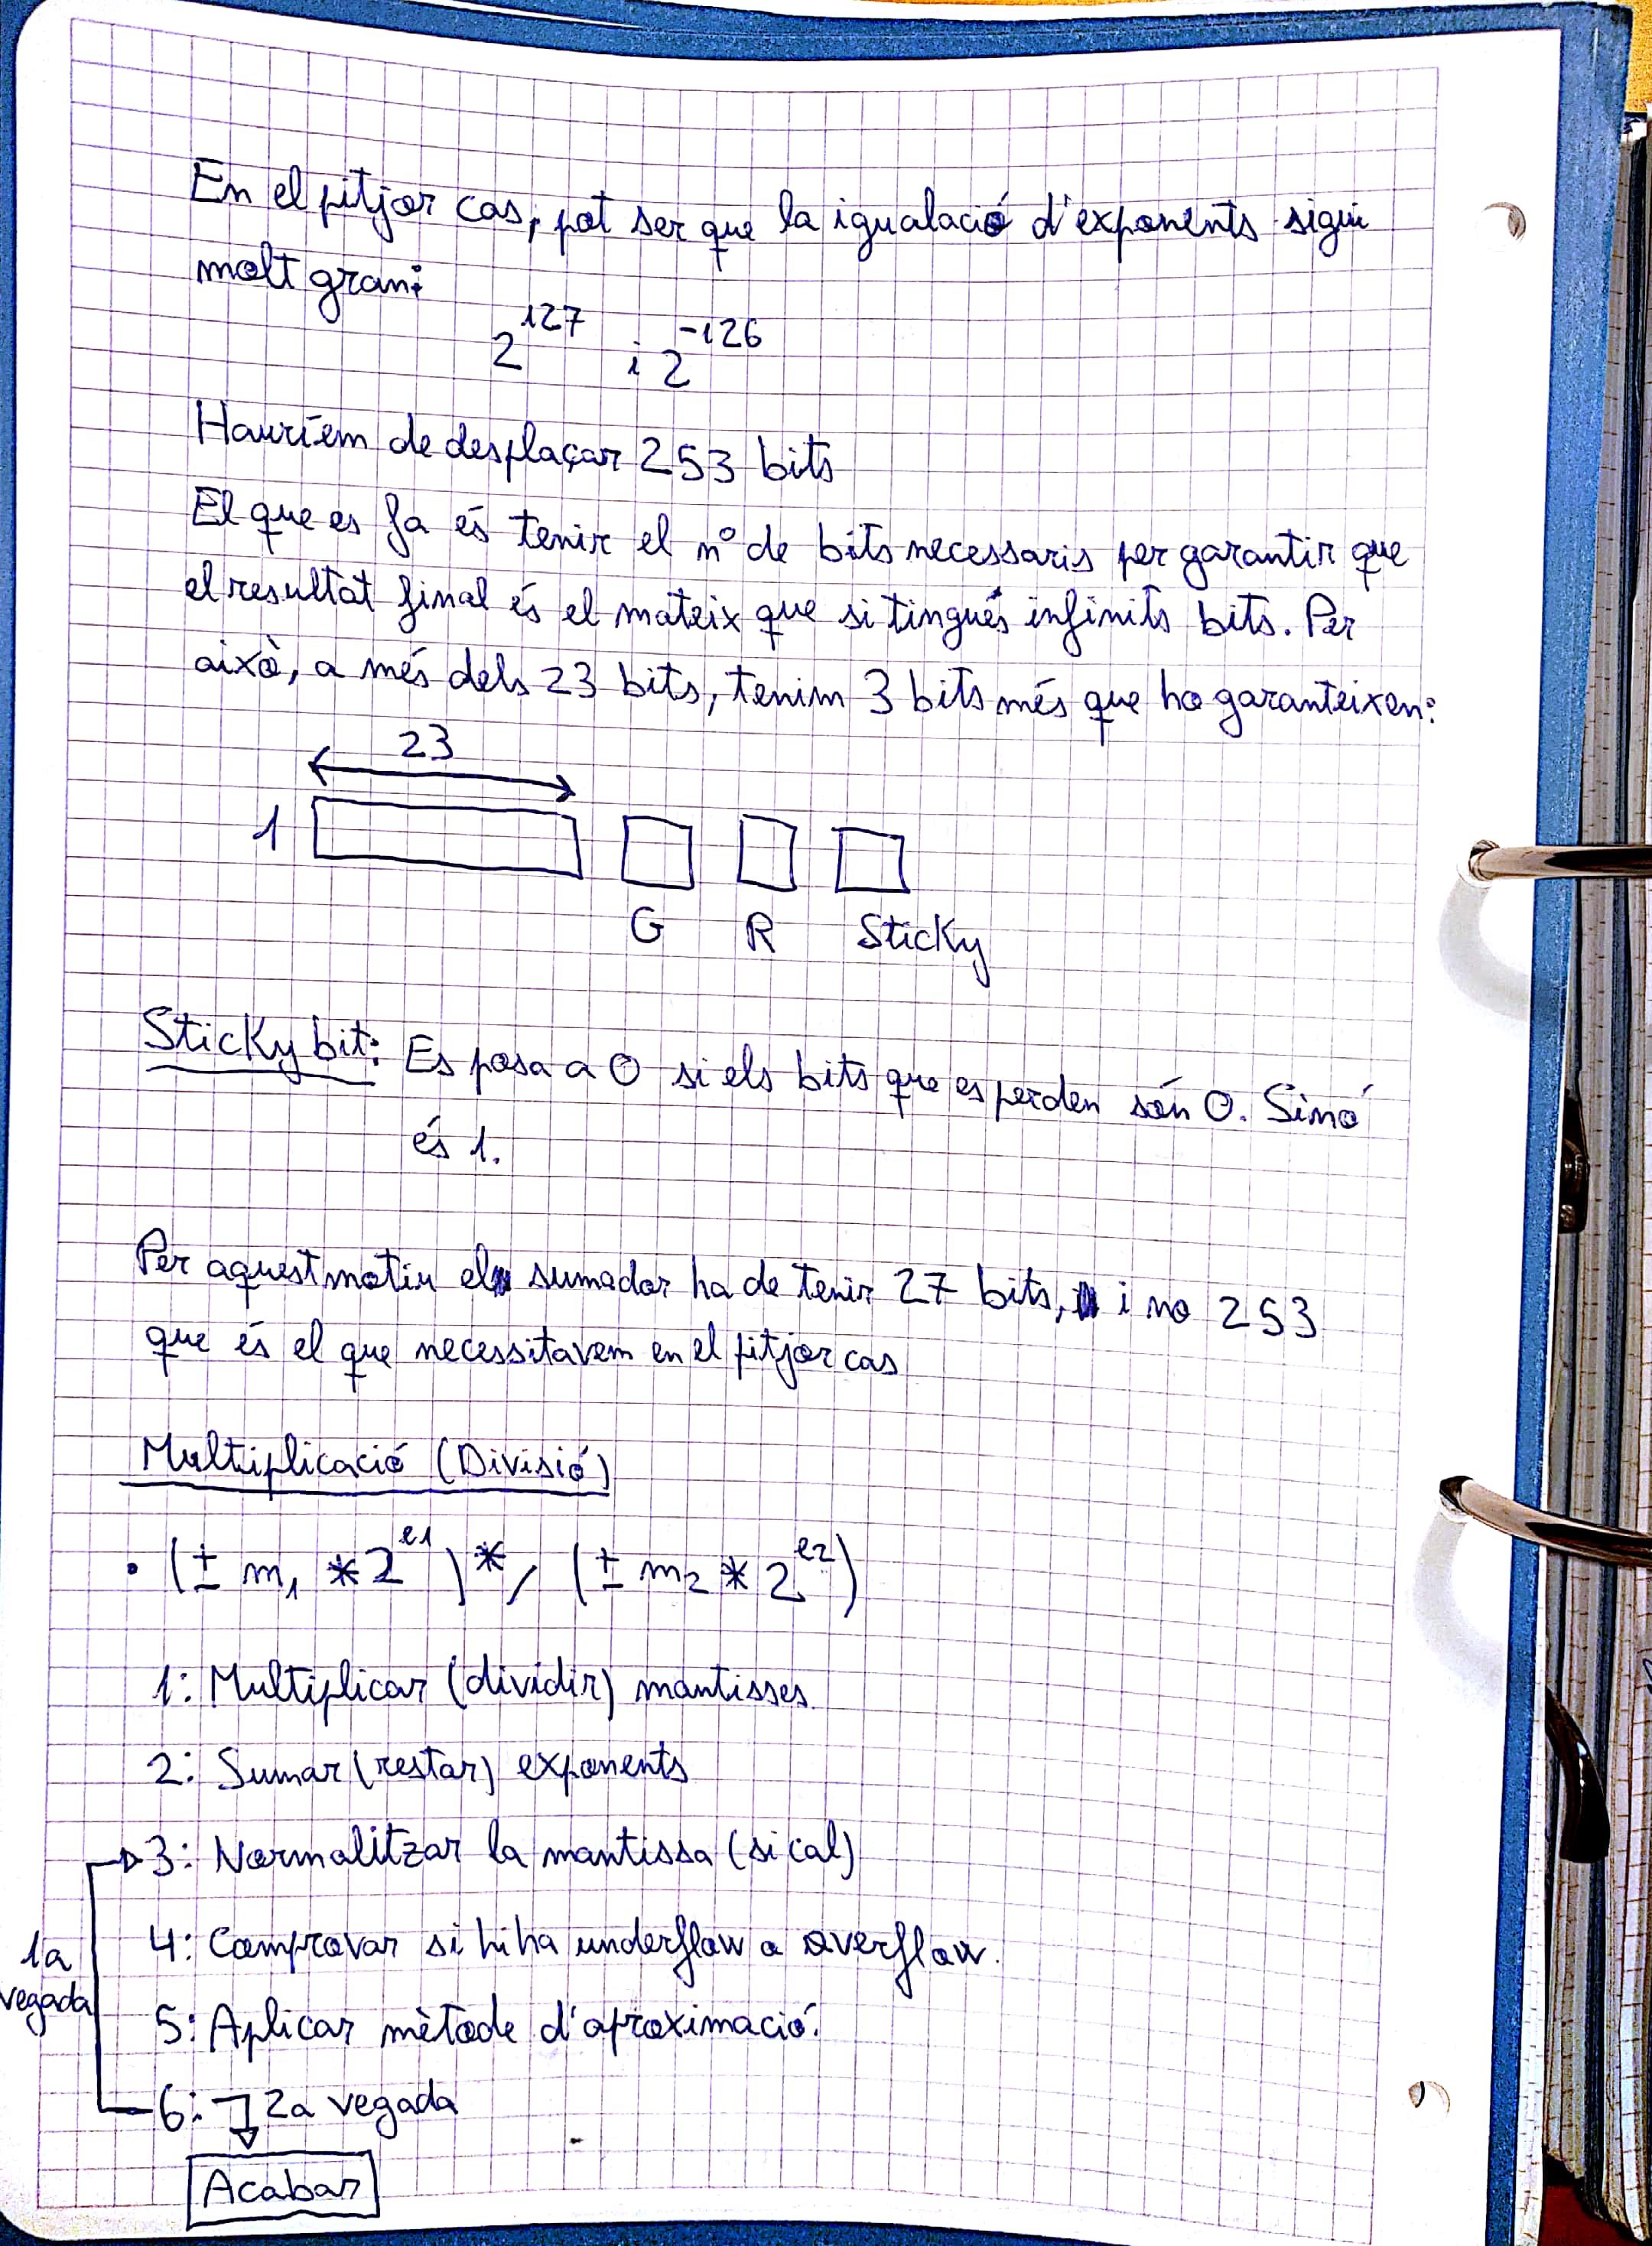 En el pitjor cas, pot ser que la igualació d'exponents sigui
molt gran:
2^127 i 2^-126
Hauríem de desplaçar 253 bits
El que es fa és tenir el nº de bits necessaris per garantir que
el resultat final és el mateix que si tingués infinits bits. Per
això, a més dels 23 bits, tenim 3 bits més que ho garanteixen:
23
1
G R Sticky
Sticky bit: Es posa a 0 si els bits que es perden són 0. Sinó
és 1.
Per aquest motiu el sumador ha de tenir 27 bits, i no 253
que és el que necessitavem en el pitjor cas
Multiplicació (Divisió)
• (± m1 * 2^e1) */ (± m2 * 2^e2)
1: Multiplicar (dividir) mantisses.
2: Sumar (restar) exponents
3: Normalitzar la mantissa (si cal)
4: Comprovar si hi ha underflow o overflow.
1a
vegada
5: Aplicar mètode d'aproximació.
6: 2a vegada
Acabar